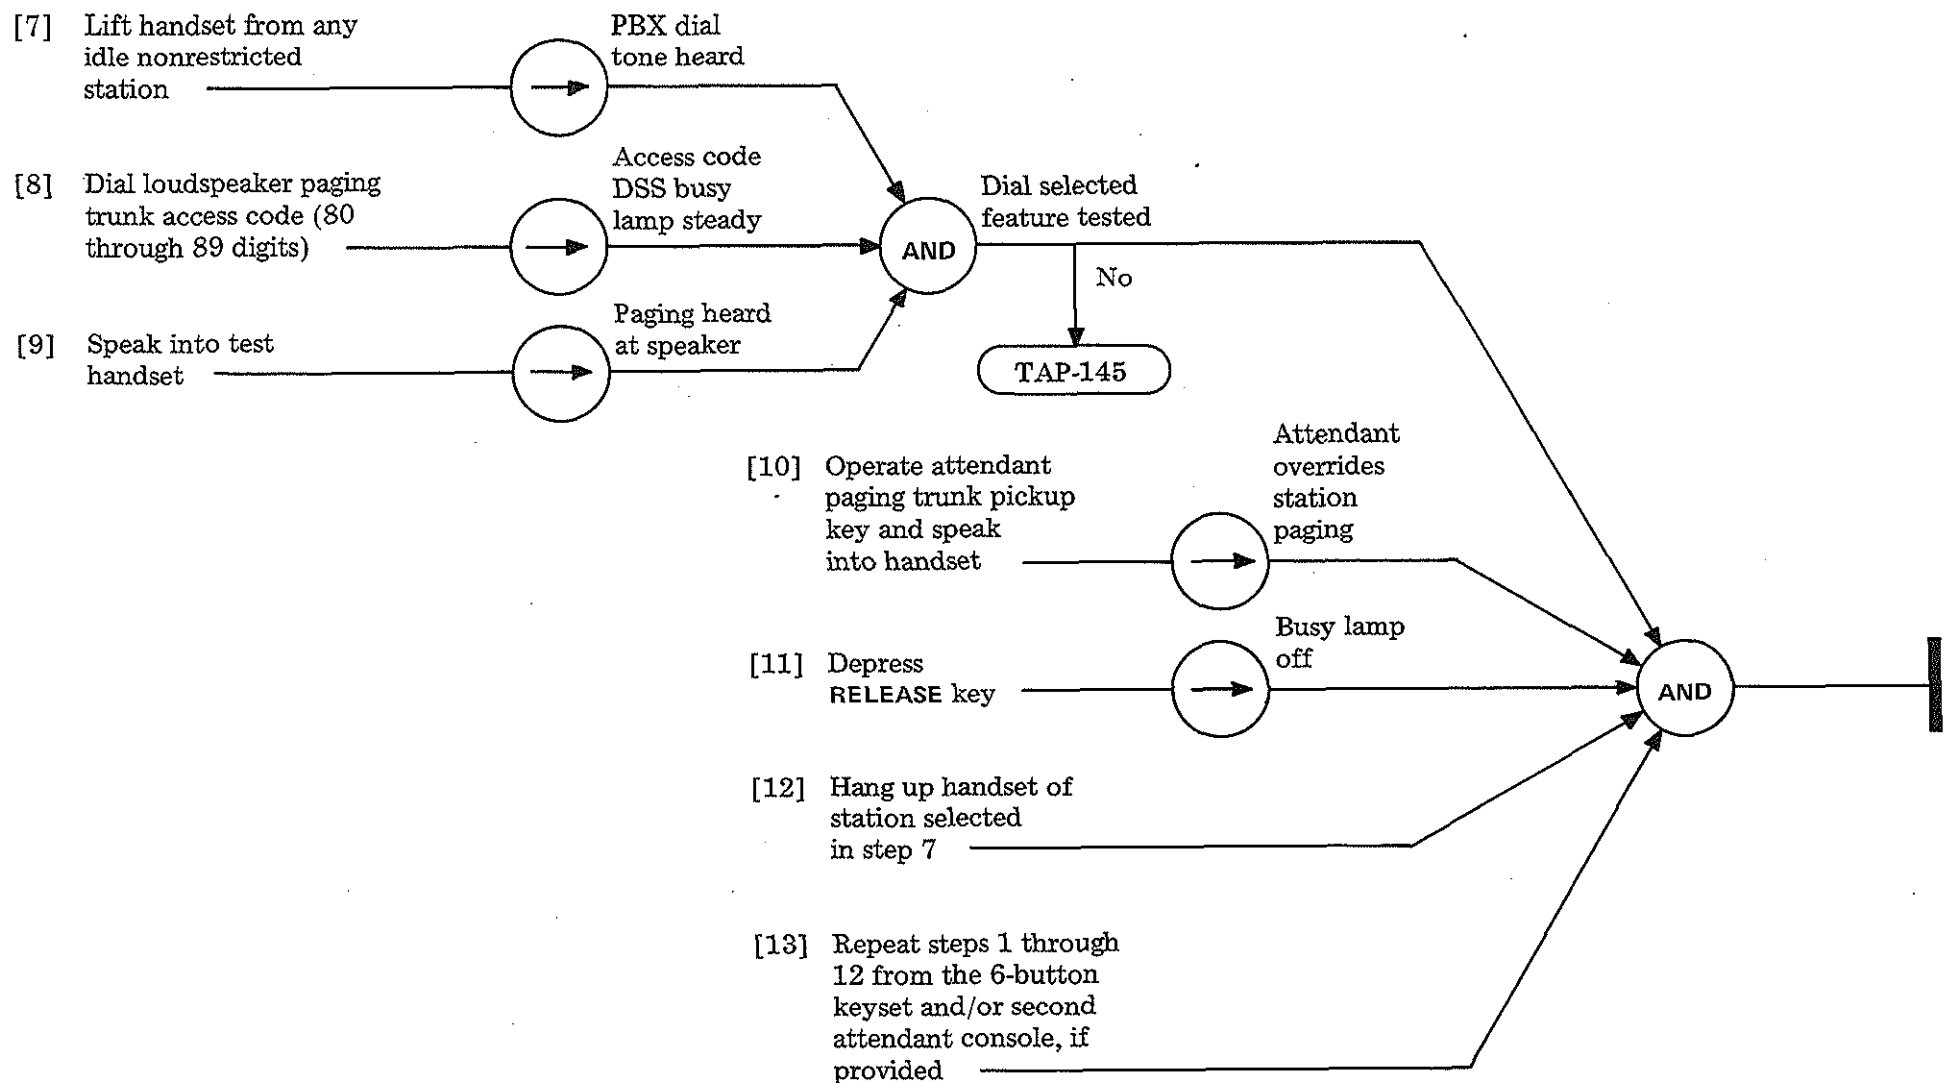 [7] Lift handset from any
idle nonrestricted
station
PBX dial
tone heard
[8] Dial loudspeaker paging
trunk access code (80
through 89 digits)
Access code
DSS busy
lamp steady
[9] Speak into test
handset
Paging heard
at speaker
AND
Dial selected
feature tested
No
TAP-145
[10] Operate attendant
paging trunk pickup
key and speak
into handset
Attendant
overrides
station
paging
[11] Depress
RELEASE key
Busy lamp
off
[12] Hang up handset of
station selected
in step 7
[13] Repeat steps 1 through
12 from the 6-button
keyset and/or second
attendant console, if
provided
AND